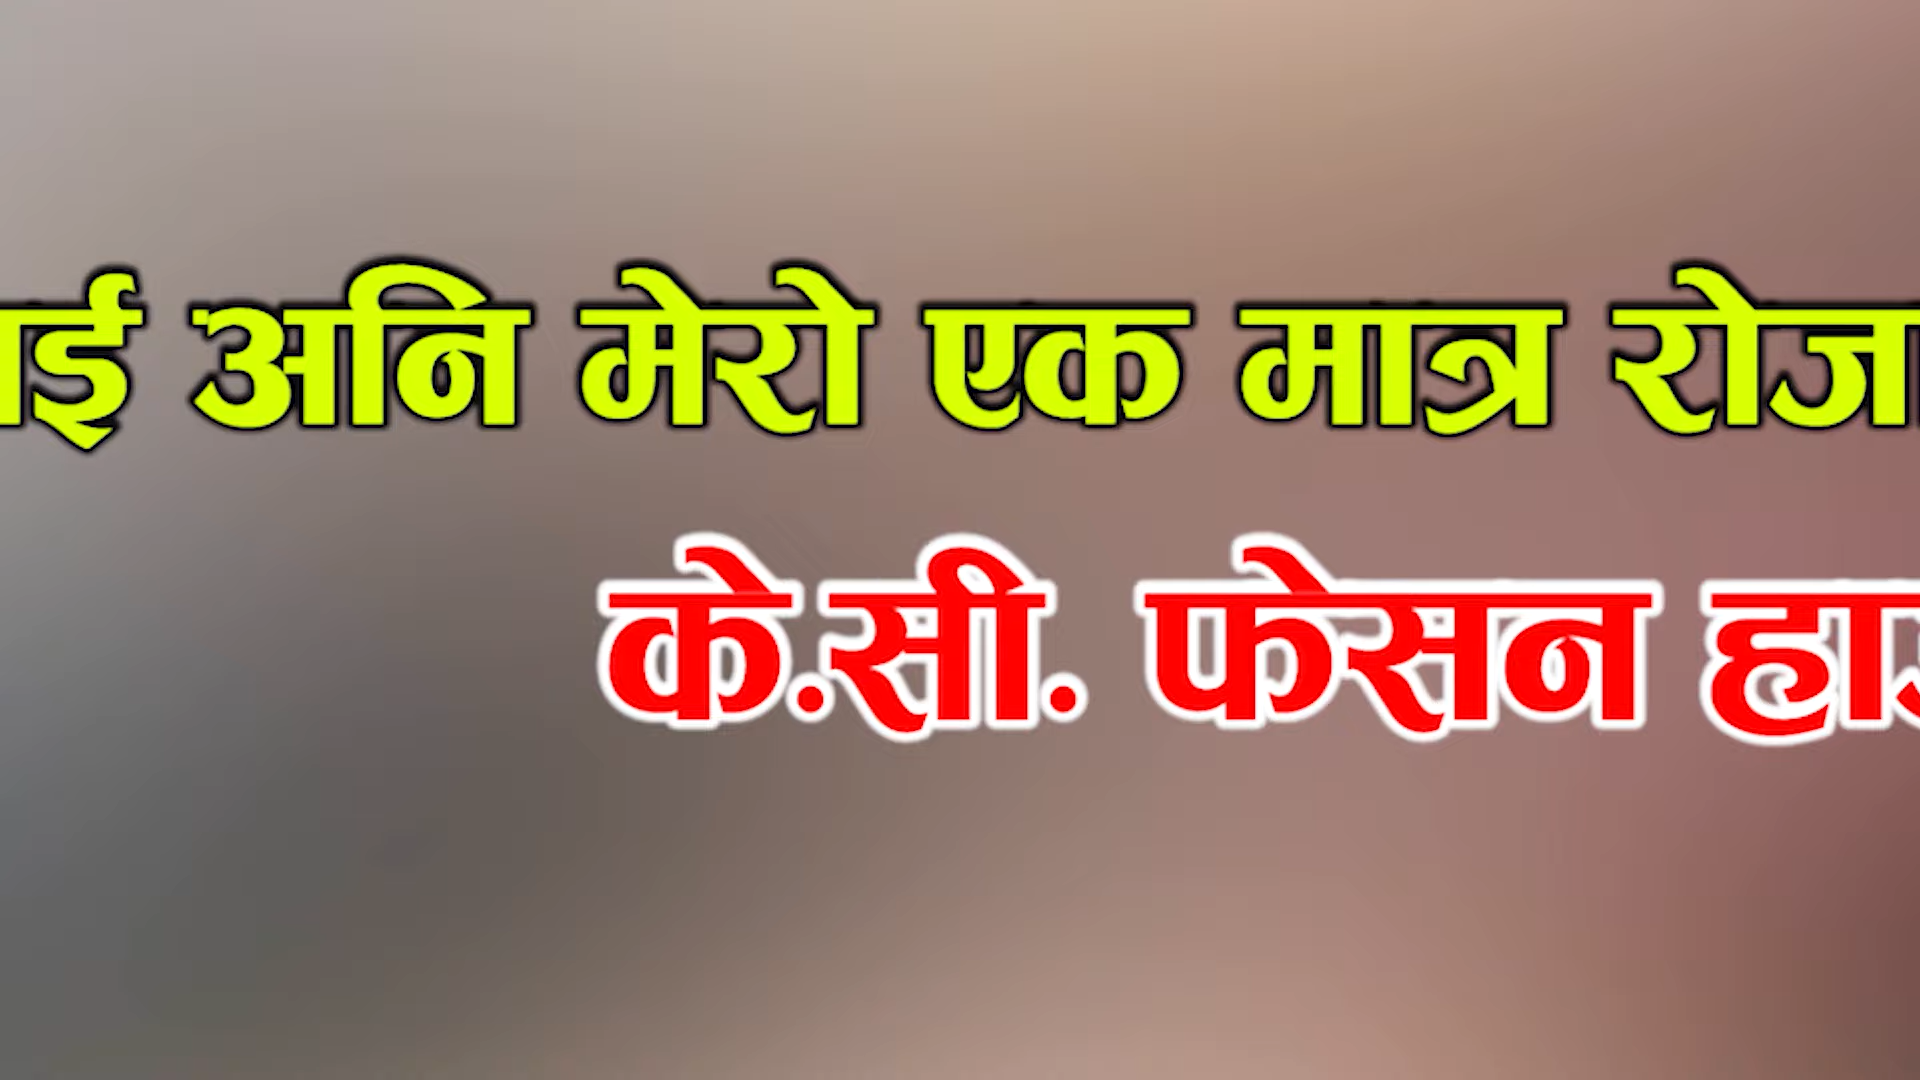 अनि मेरो एक मात्र
के.सी. फेसन